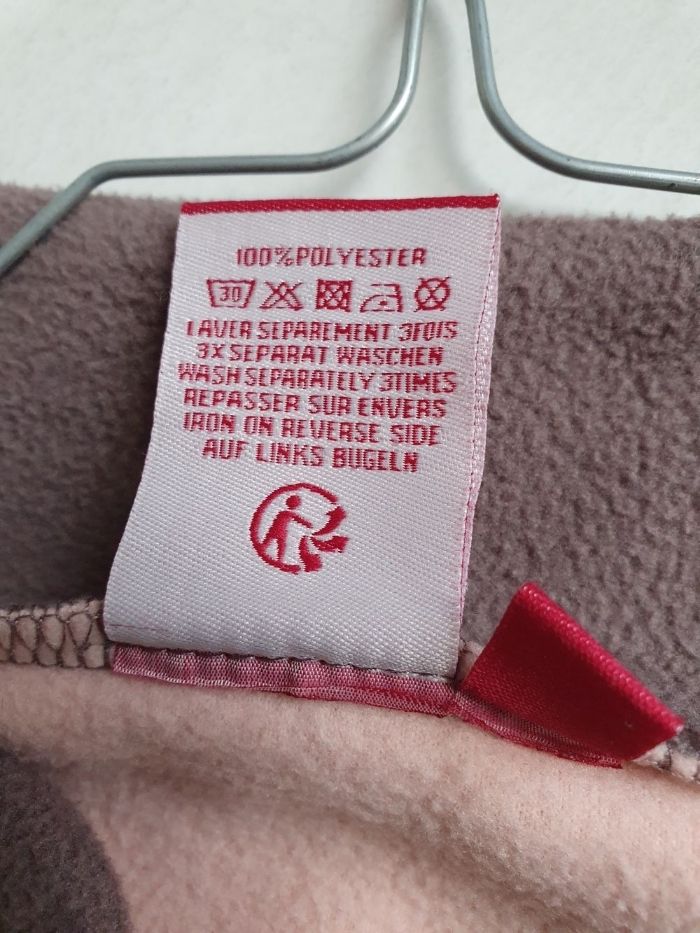 100%POLYESTER
30
LAVER SEPAREMENT 3FOIS
3X SEPARAT WASCHEN
WASH SEPARATELY 3TIMES
REPASSER SUR ENVERS
IRON ON REVERSE SIDE
AUF LINKS BUGELN